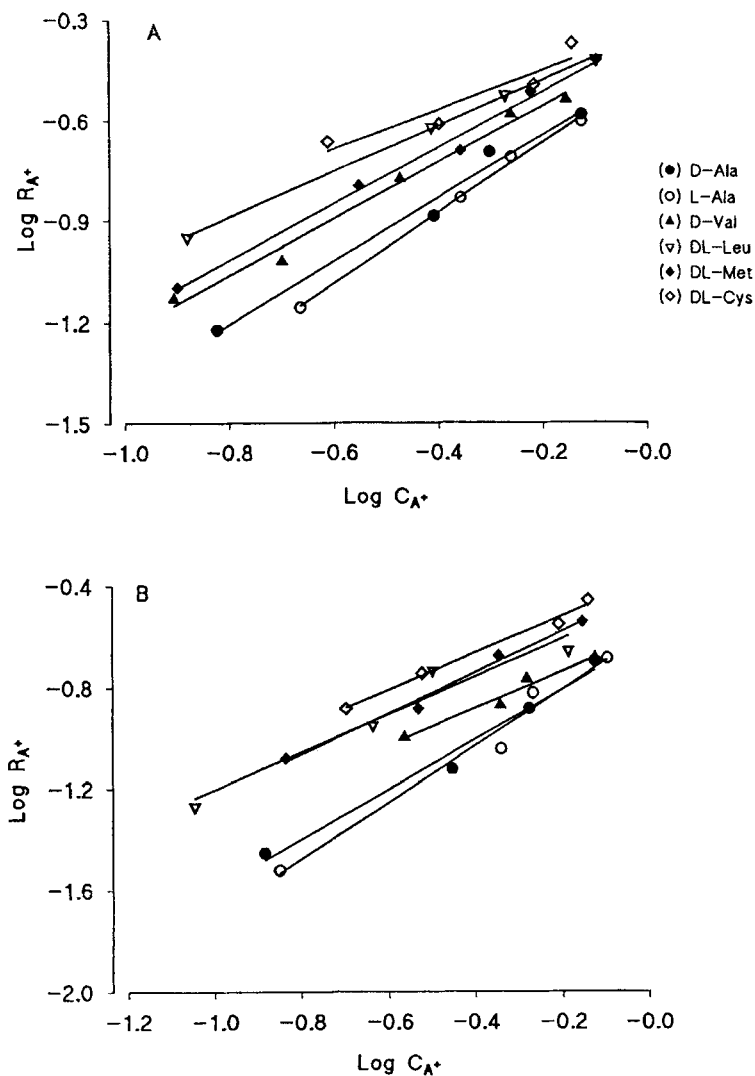 A
−0.3
−0.6
−0.9
−1.2
−1.5
Log R_A+
−1.0 −0.8 −0.6 −0.4 −0.2 −0.0
Log C_A+
(●) D−Ala
(○) L−Ala
(▲) D−Val
(▽) DL−Leu
(◆) DL−Met
(◇) DL−Cys
B
−0.4
−0.8
−1.2
−1.6
−2.0
Log R_A+
−1.2 −1.0 −0.8 −0.6 −0.4 −0.2 −0.0
Log C_A+